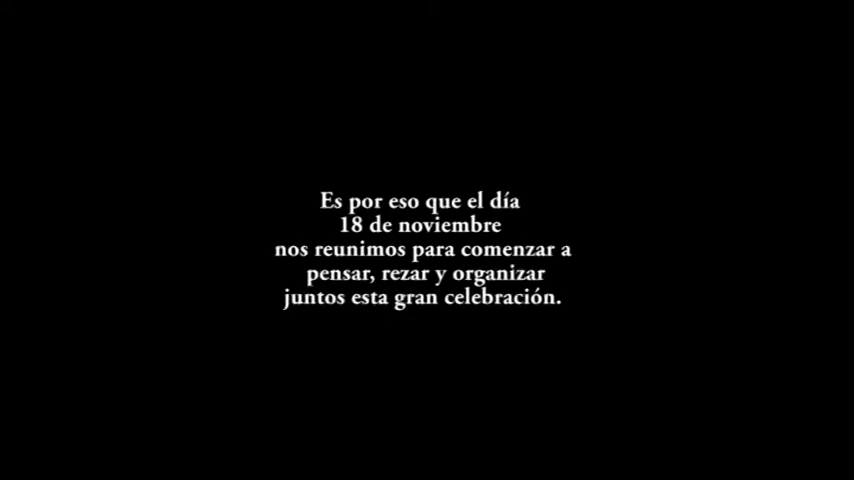 Es por eso que el día
18 de noviembre
nos reunimos para comenzar a
pensar, rezar y organizar
juntos esta gran celebración.